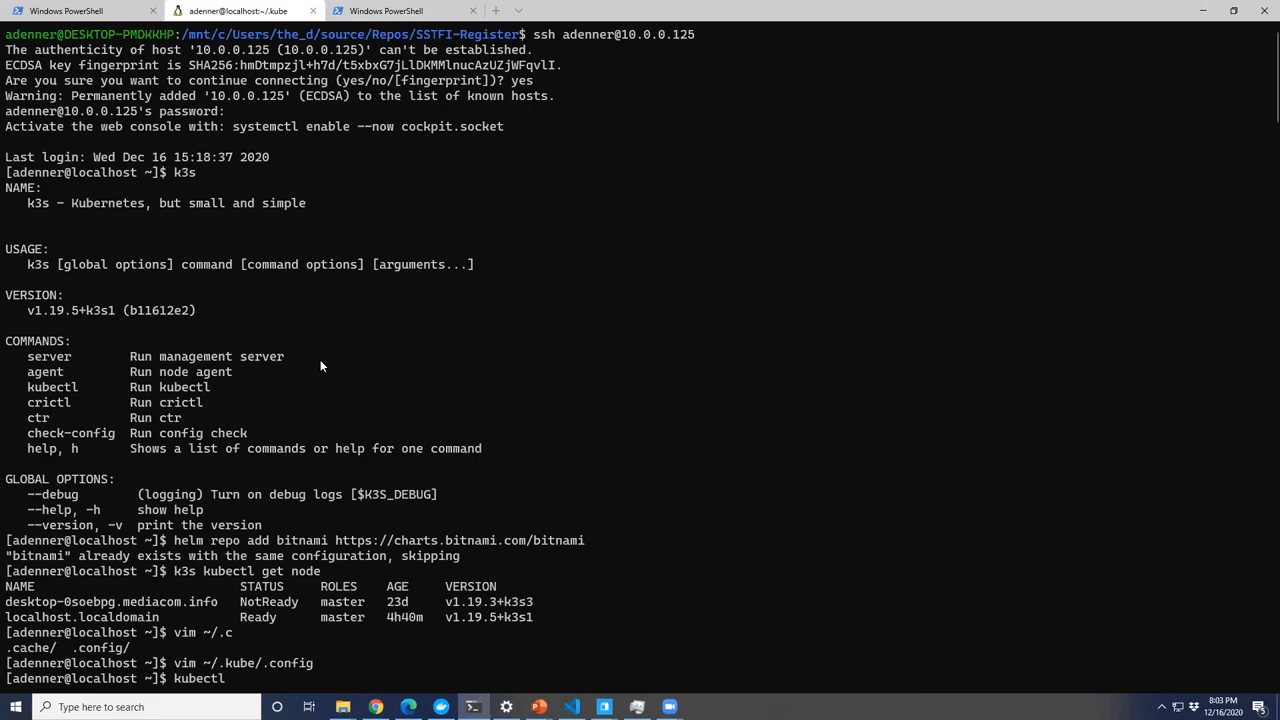 Windows PowerShell
adenner@localhost:~/.kube
Windows PowerShell
adenner@DESKTOP-PMDKKHP:/mnt/c/Users/the_d/source/Repos/SSTFI-Register$ ssh adenner@10.0.0.125
The authenticity of host '10.0.0.125 (10.0.0.125)' can't be established.
ECDSA key fingerprint is SHA256:hmDtmpzjl+h7d/t5xbxG7jLlDKMMlnucAzUZjWFqvlI.
Are you sure you want to continue connecting (yes/no/[fingerprint])? yes
Warning: Permanently added '10.0.0.125' (ECDSA) to the list of known hosts.
adenner@10.0.0.125's password:
Activate the web console with: systemctl enable --now cockpit.socket
Last login: Wed Dec 16 15:18:37 2020
[adenner@localhost ~]$ k3s
NAME:
k3s - Kubernetes, but small and simple
USAGE:
k3s [global options] command [command options] [arguments...]
VERSION:
v1.19.5+k3s1 (b11612e2)
COMMANDS:
server Run management server
agent Run node agent
kubectl Run kubectl
crictl Run crictl
ctr Run ctr
check-config Run config check
help, h Shows a list of commands or help for one command
GLOBAL OPTIONS:
--debug (logging) Turn on debug logs [$K3S_DEBUG]
--help, -h show help
--version, -v print the version
[adenner@localhost ~]$ helm repo add bitnami https://charts.bitnami.com/bitnami
"bitnami" already exists with the same configuration, skipping
[adenner@localhost ~]$ k3s kubectl get node
NAME STATUS ROLES AGE VERSION
desktop-0soebpg.mediacom.info NotReady master 23d v1.19.3+k3s3
localhost.localdomain Ready master 4h40m v1.19.5+k3s1
[adenner@localhost ~]$ vim ~/.c
.cache/ .config/
[adenner@localhost ~]$ vim ~/.kube/.config
[adenner@localhost ~]$ kubectl
Type here to search
8:03 PM
12/16/2020